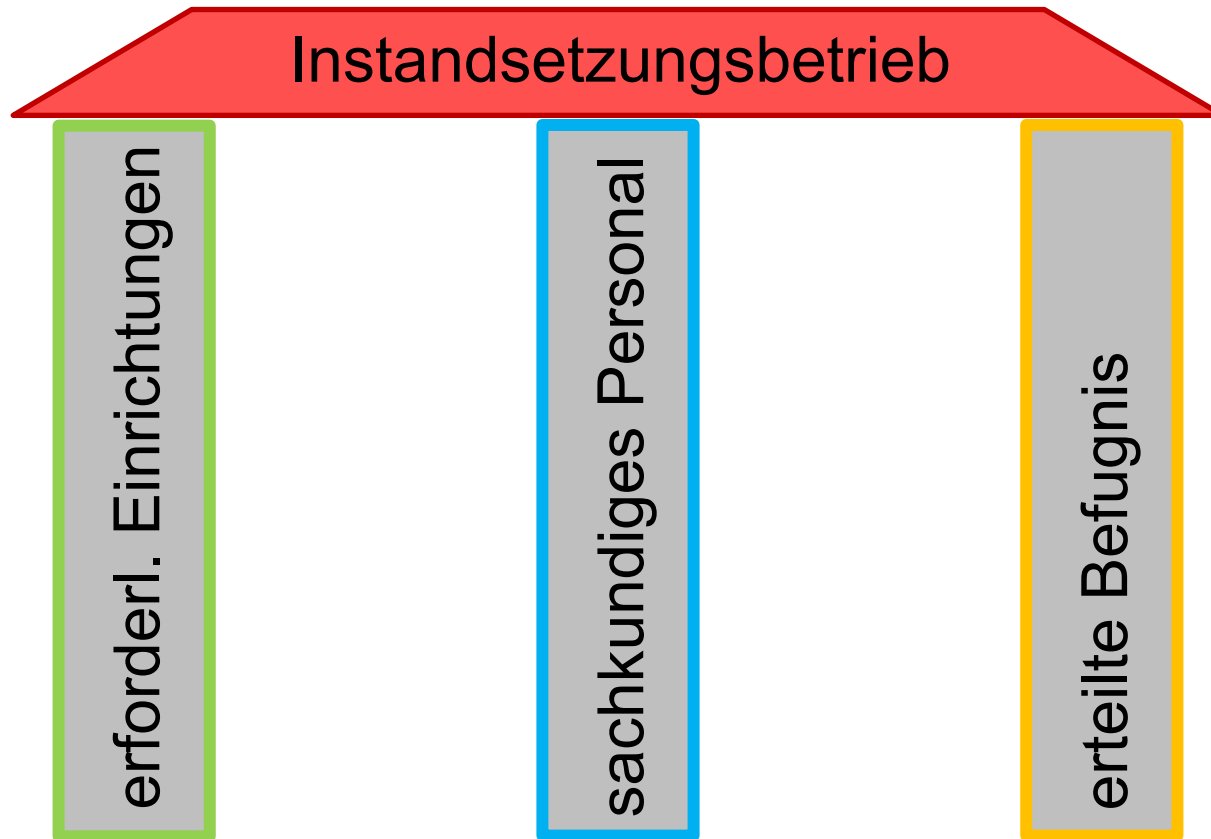 Instandsetzungsbetrieb
erforderl. Einrichtungen
sachkundiges Personal
erteilte Befugnis